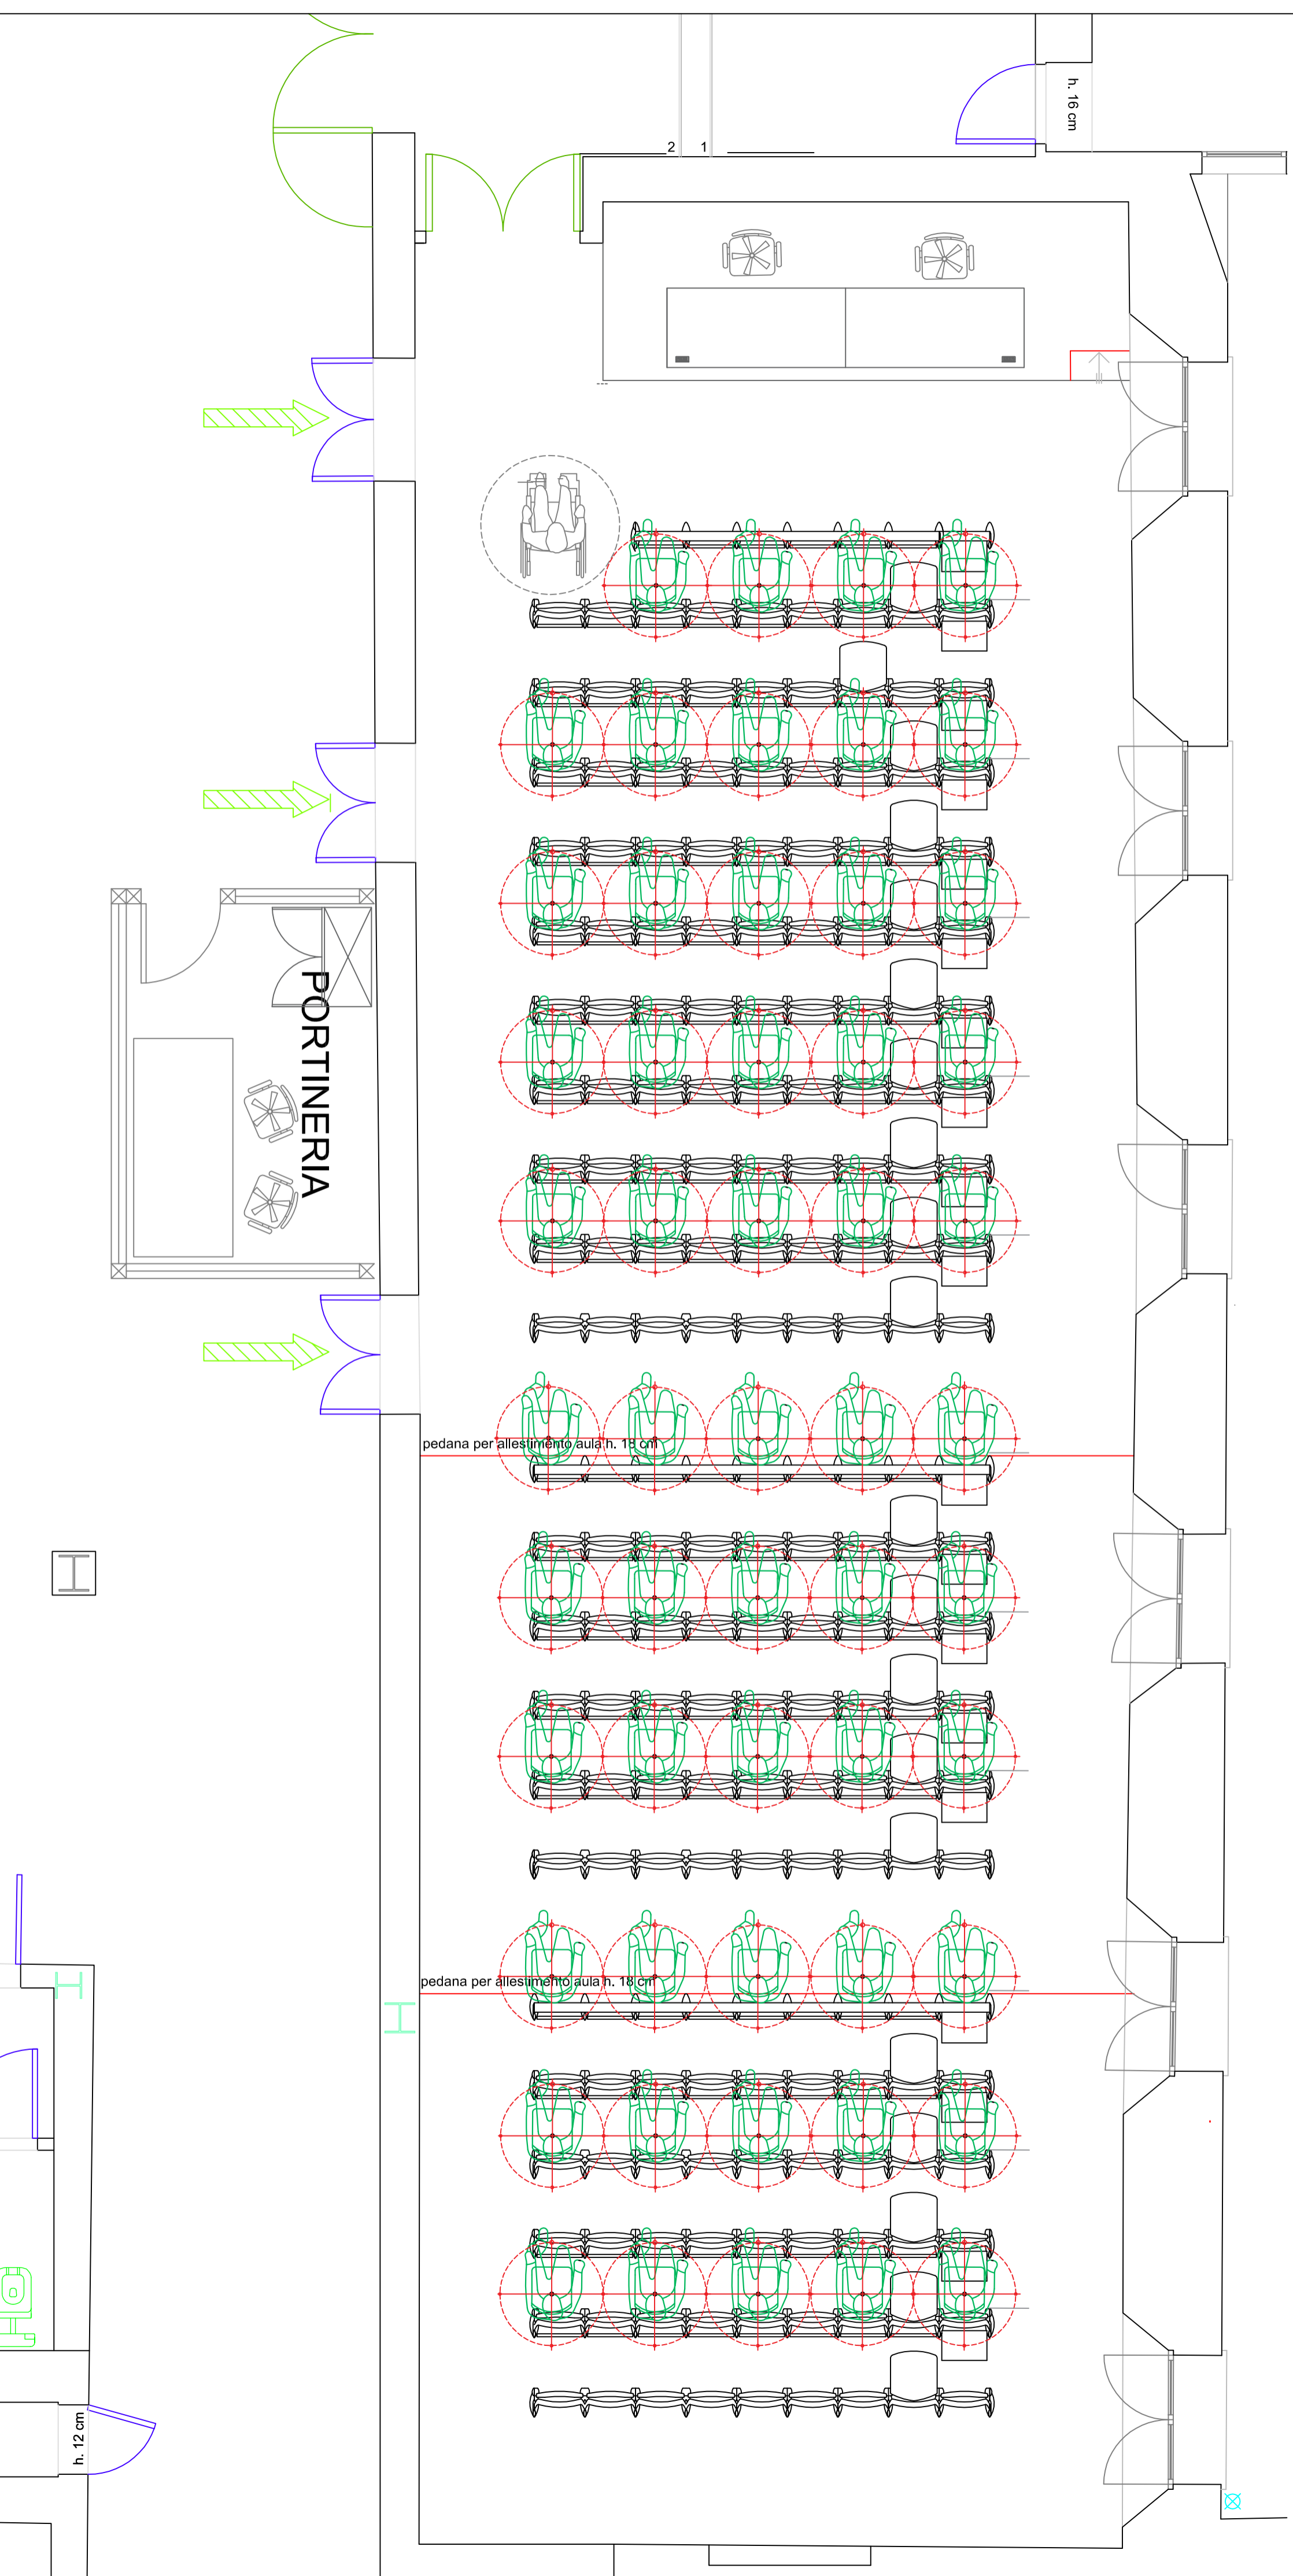 h. 16 cm
2 1
PORTINERIA
pedana per allestimento aula h. 18 cm
pedana per allestimento aula h. 18 cm
h. 12 cm